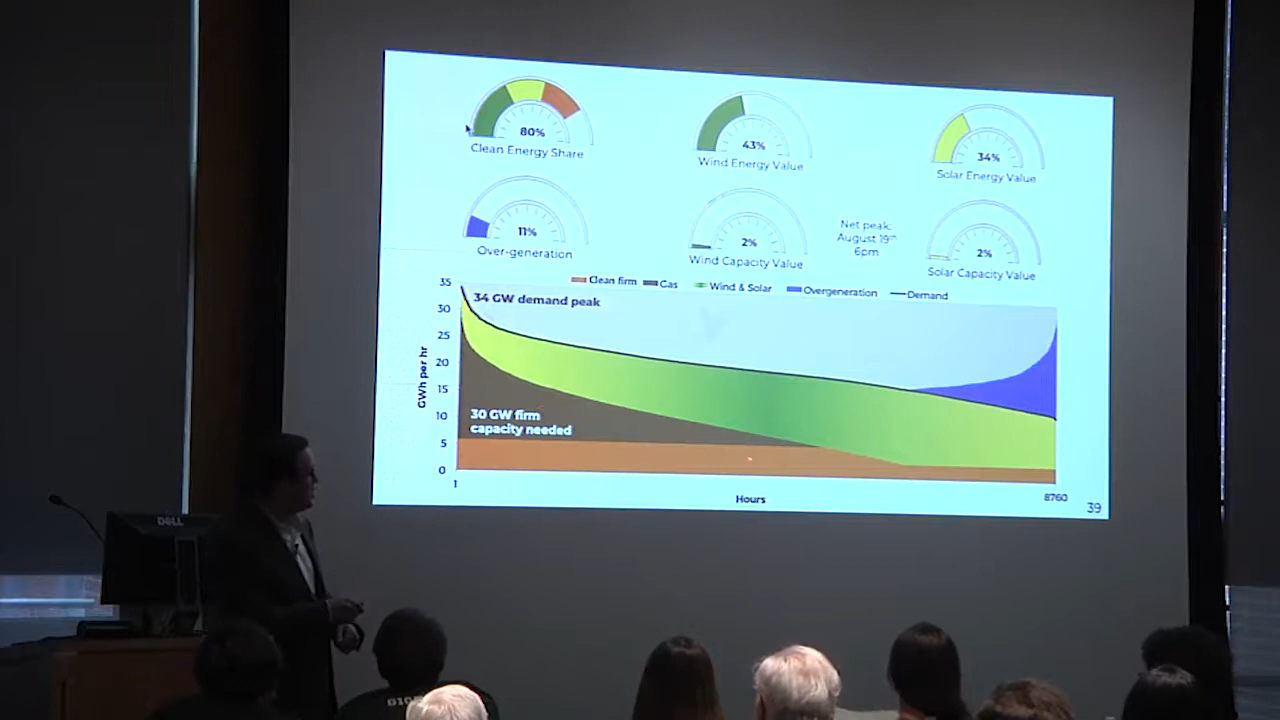 80%
Clean Energy Share
43%
Wind Energy Value
34%
Solar Energy Value
11%
Over-generation
2%
Wind Capacity Value
Net peak:
August 19th
6pm
2%
Solar Capacity Value
Clean firm Gas Wind & Solar Overgeneration Demand
34 GW demand peak
30 GW firm
capacity needed
GWh per hr
35
30
25
20
15
10
5
0
1
Hours
8760
39
DELL